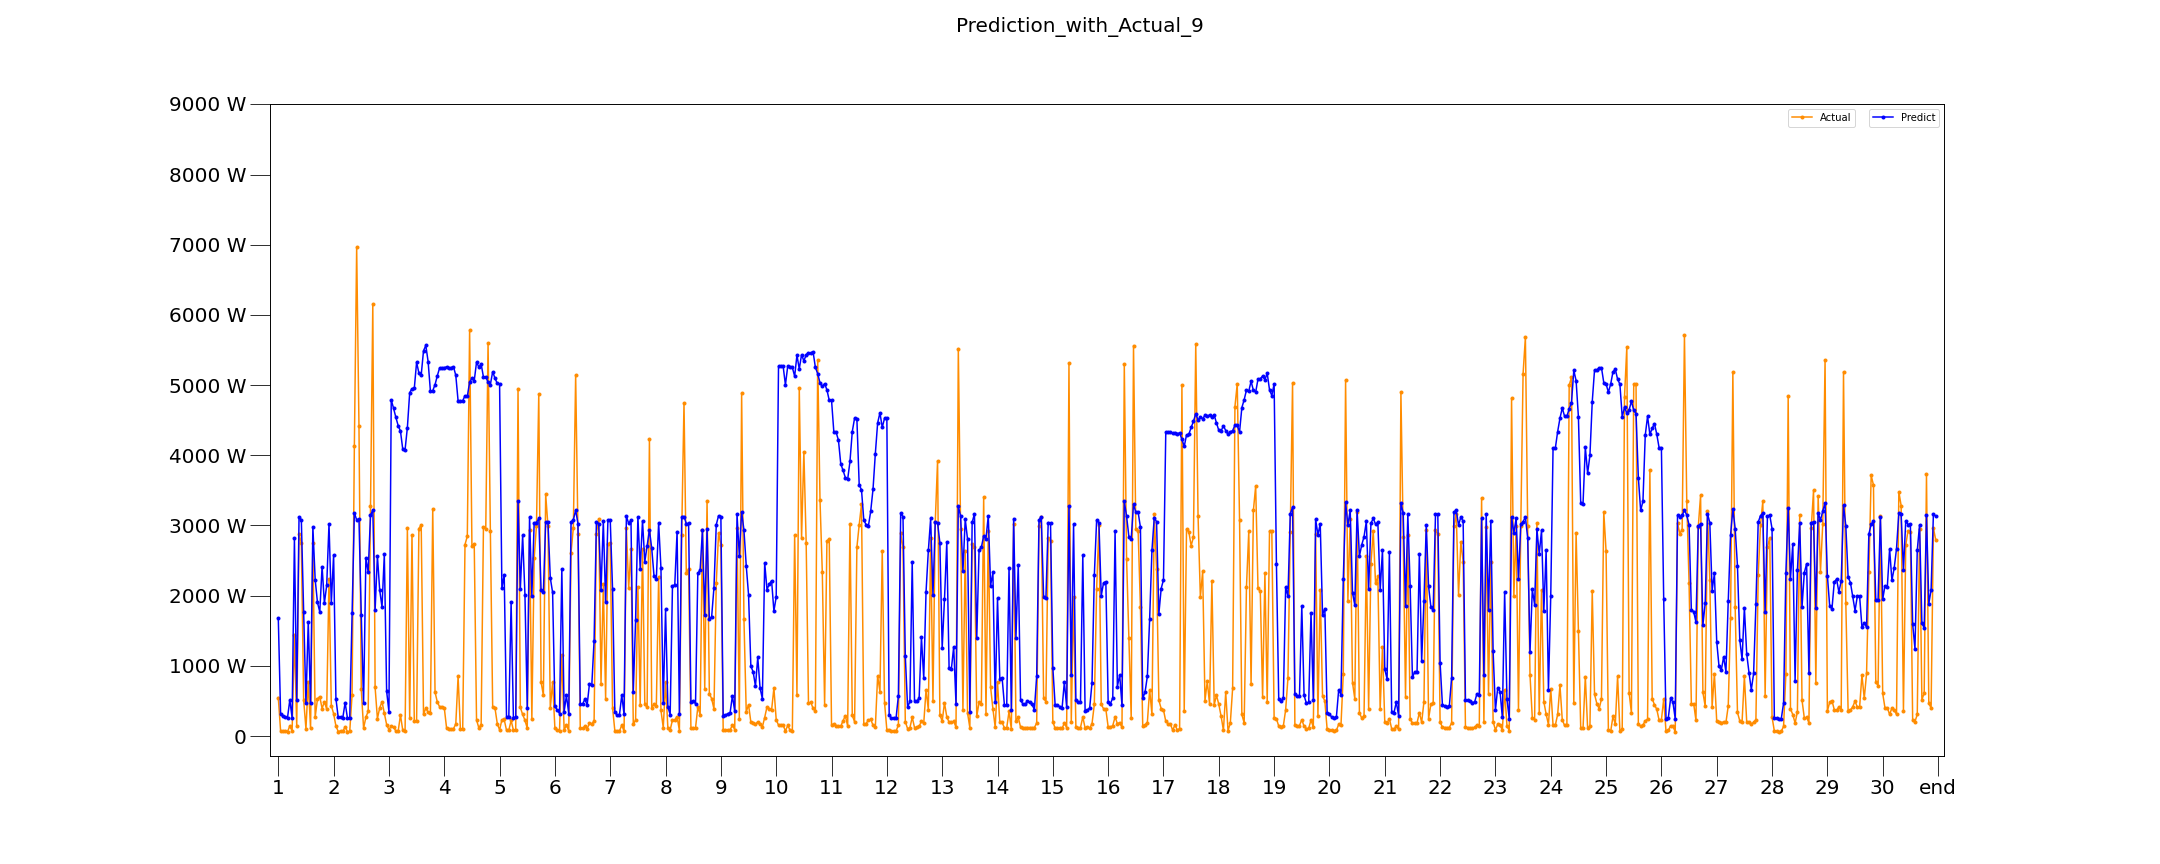 Prediction_with_Actual_9
9000 W
8000 W
7000 W
6000 W
5000 W
4000 W
3000 W
2000 W
1000 W
0
Actual Predict
1 2 3 4 5 6 7 8 9 10 11 12 13 14 15 16 17 18 19 20 21 22 23 24 25 26 27 28 29 30 end